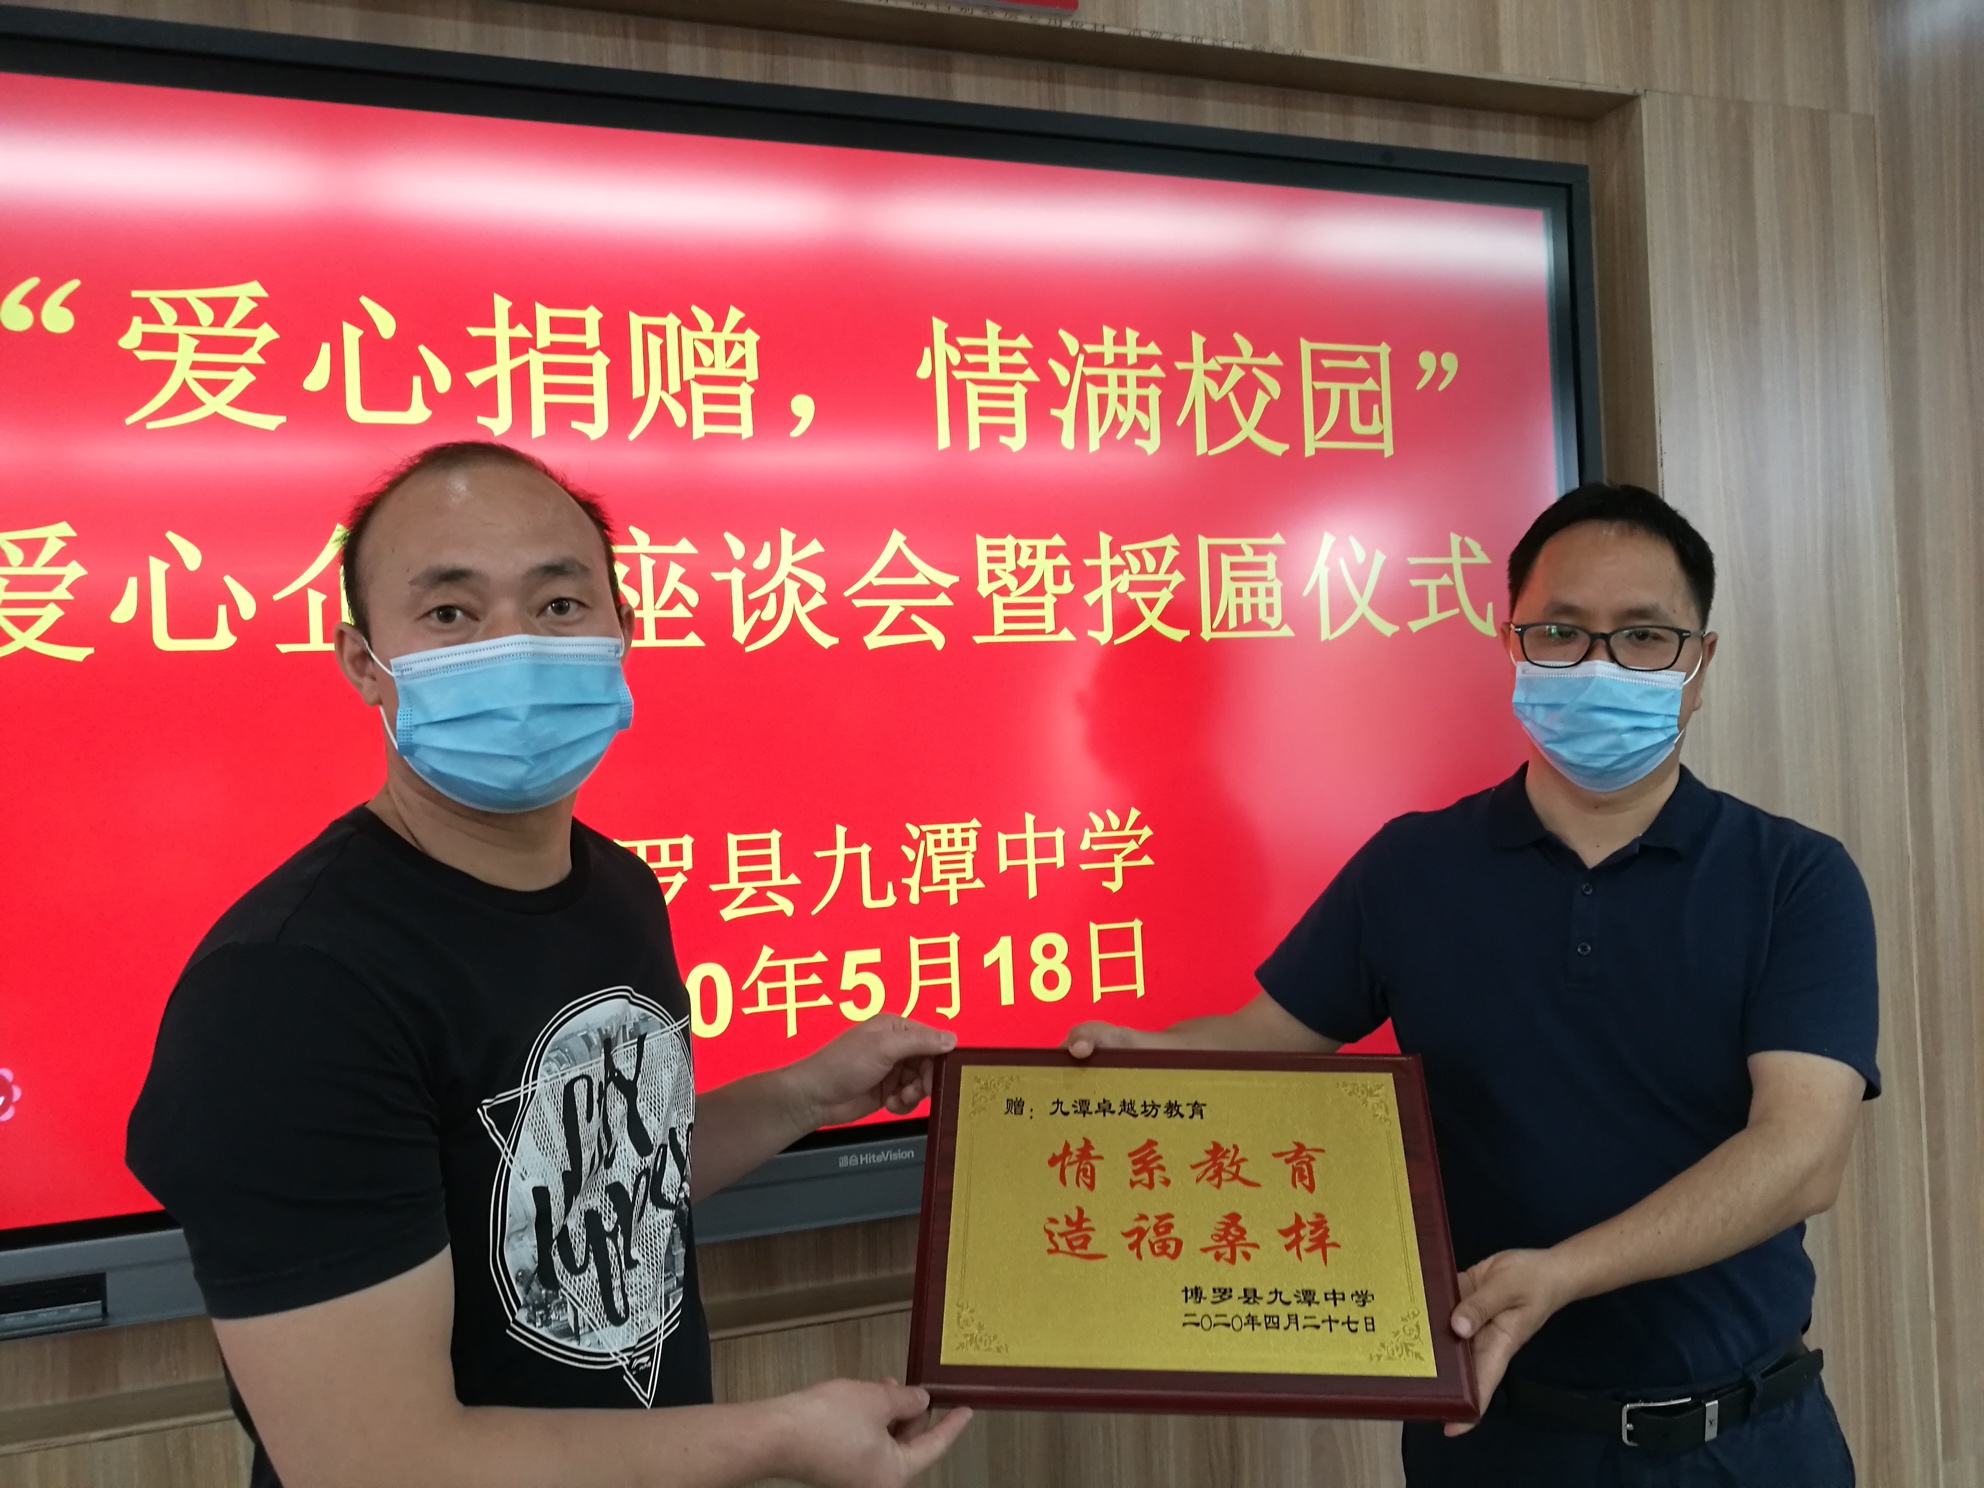 “爱心捐赠，情满校园”
爱心企 座谈会暨授匾仪式
罗县九潭中学
0年5月18日
HiteVision
赠：九潭卓越坊教育
情系教育
造福桑梓
博罗县九潭中学
二〇二〇年四月二十七日